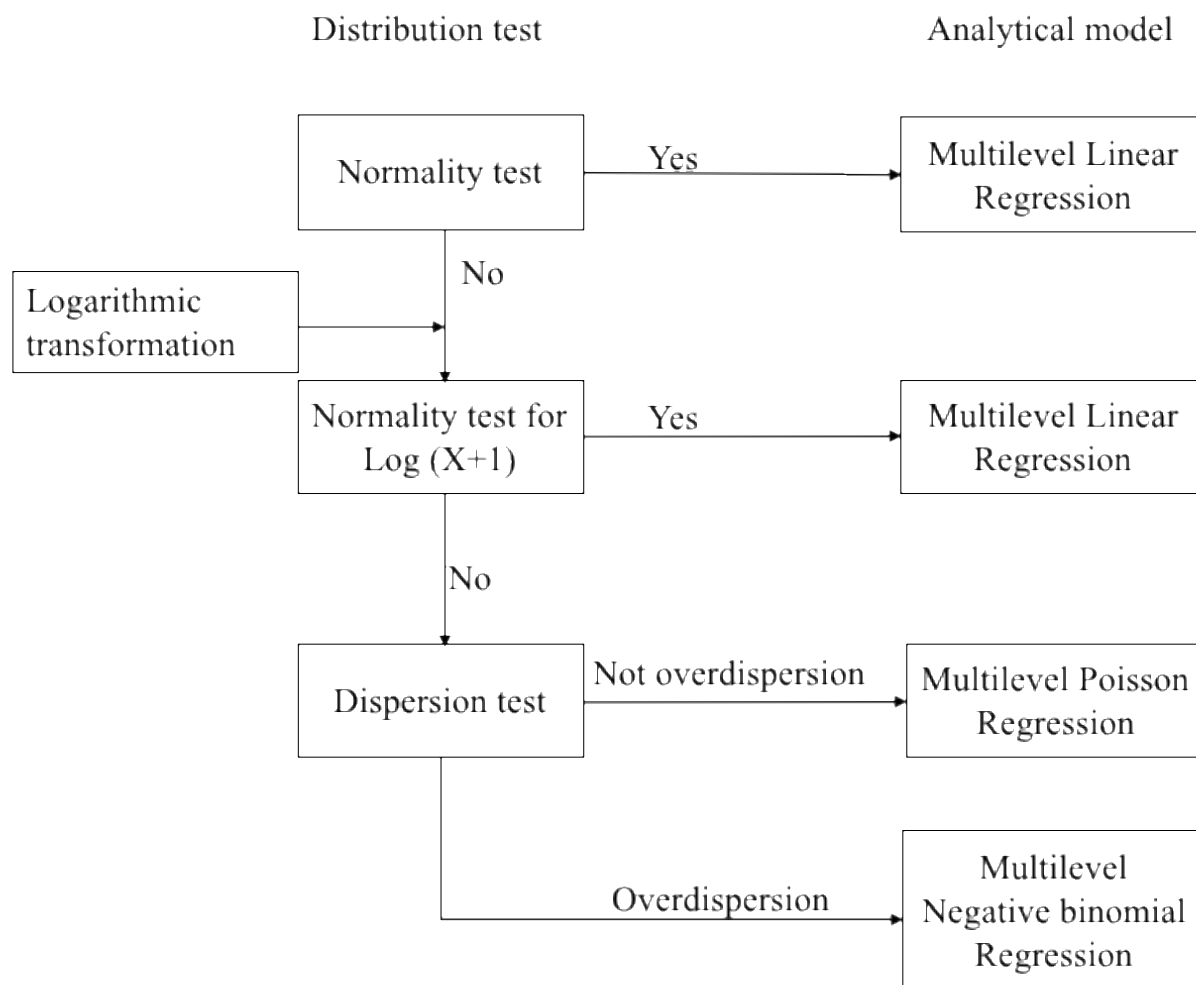 Distribution test
Analytical model
Normality test
Yes
Multilevel Linear
Regression
No
Logarithmic
transformation
Normality test for
Log (X+1)
Yes
Multilevel Linear
Regression
No
Dispersion test
Not overdispersion
Multilevel Poisson
Regression
Overdispersion
Multilevel
Negative binomial
Regression